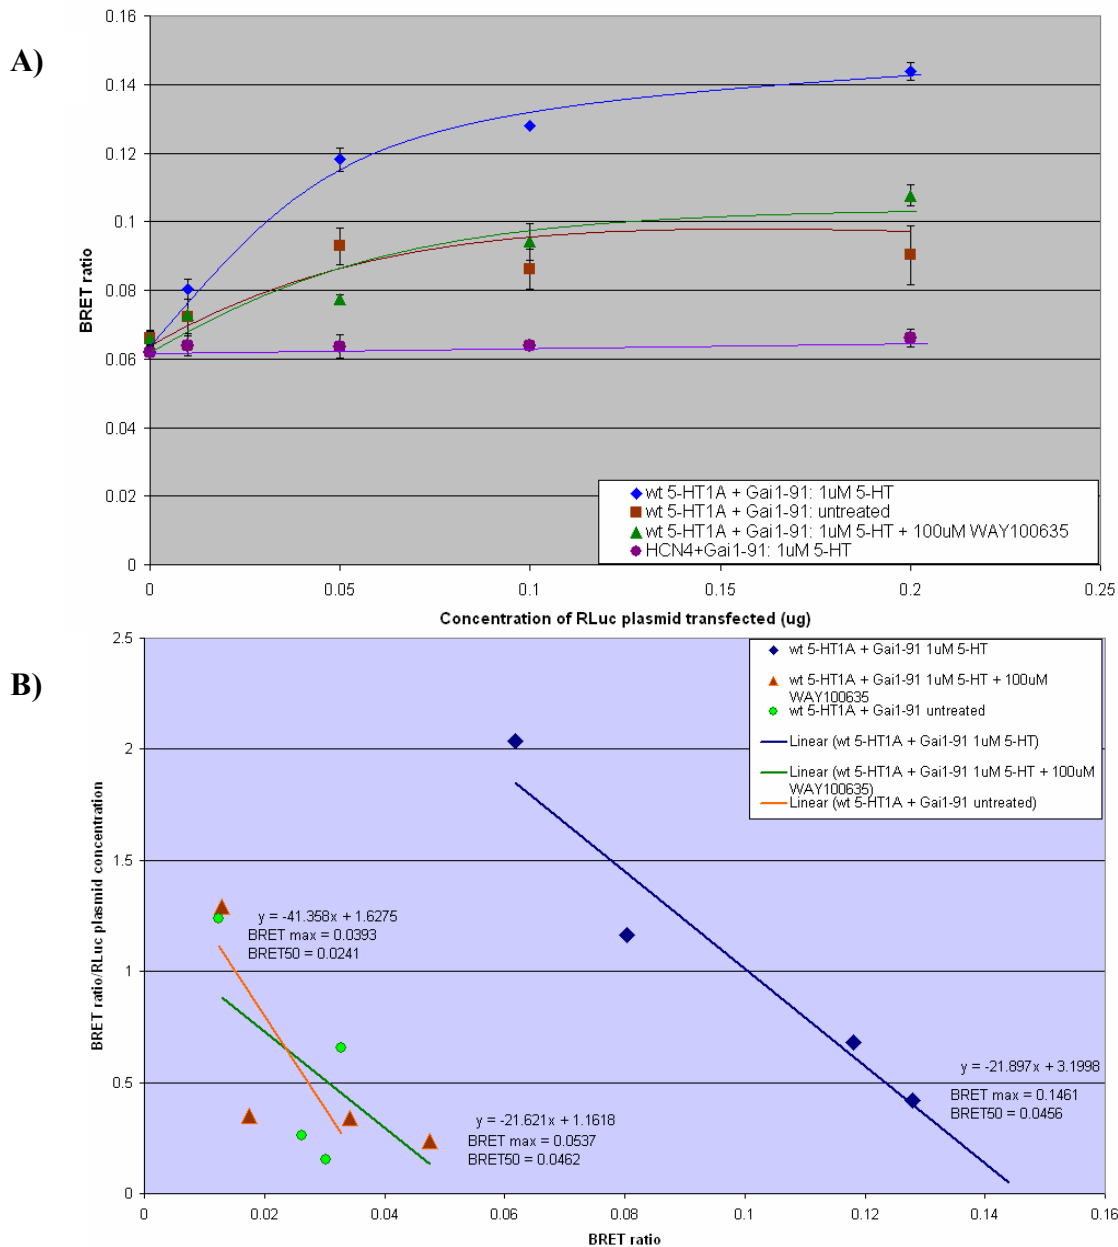 A)
0.16
0.14
0.12
0.1
0.08
0.06
0.04
0.02
0
BRET ratio
wt 5-HT1A + Gai1-91: 1uM 5-HT
wt 5-HT1A + Gai1-91: untreated
wt 5-HT1A + Gai1-91: 1uM 5-HT + 100uM WAY100635
HCN4+Gai1-91: 1uM 5-HT
0 0.05 0.1 0.15 0.2 0.25
Concentration of RLuc plasmid transfected (ug)
B)
2.5
2
1.5
1
0.5
0
BRET ratio/RLuc plasmid concentration
wt 5-HT1A + Gai1-91 1uM 5-HT
wt 5-HT1A + Gai1-91 1uM 5-HT + 100uM
WAY100635
wt 5-HT1A + Gai1-91 untreated
Linear (wt 5-HT1A + Gai1-91 1uM 5-HT)
Linear (wt 5-HT1A + Gai1-91 1uM 5-HT + 100uM
WAY100635)
Linear (wt 5-HT1A + Gai1-91 untreated)
y = -41.358x + 1.6275
BRET max = 0.0393
BRET50 = 0.0241
y = -21.897x + 3.1998
BRET max = 0.1461
BRET50 = 0.0456
y = -21.621x + 1.1618
BRET max = 0.0537
BRET50 = 0.0462
0 0.02 0.04 0.06 0.08 0.1 0.12 0.14 0.16
BRET ratio